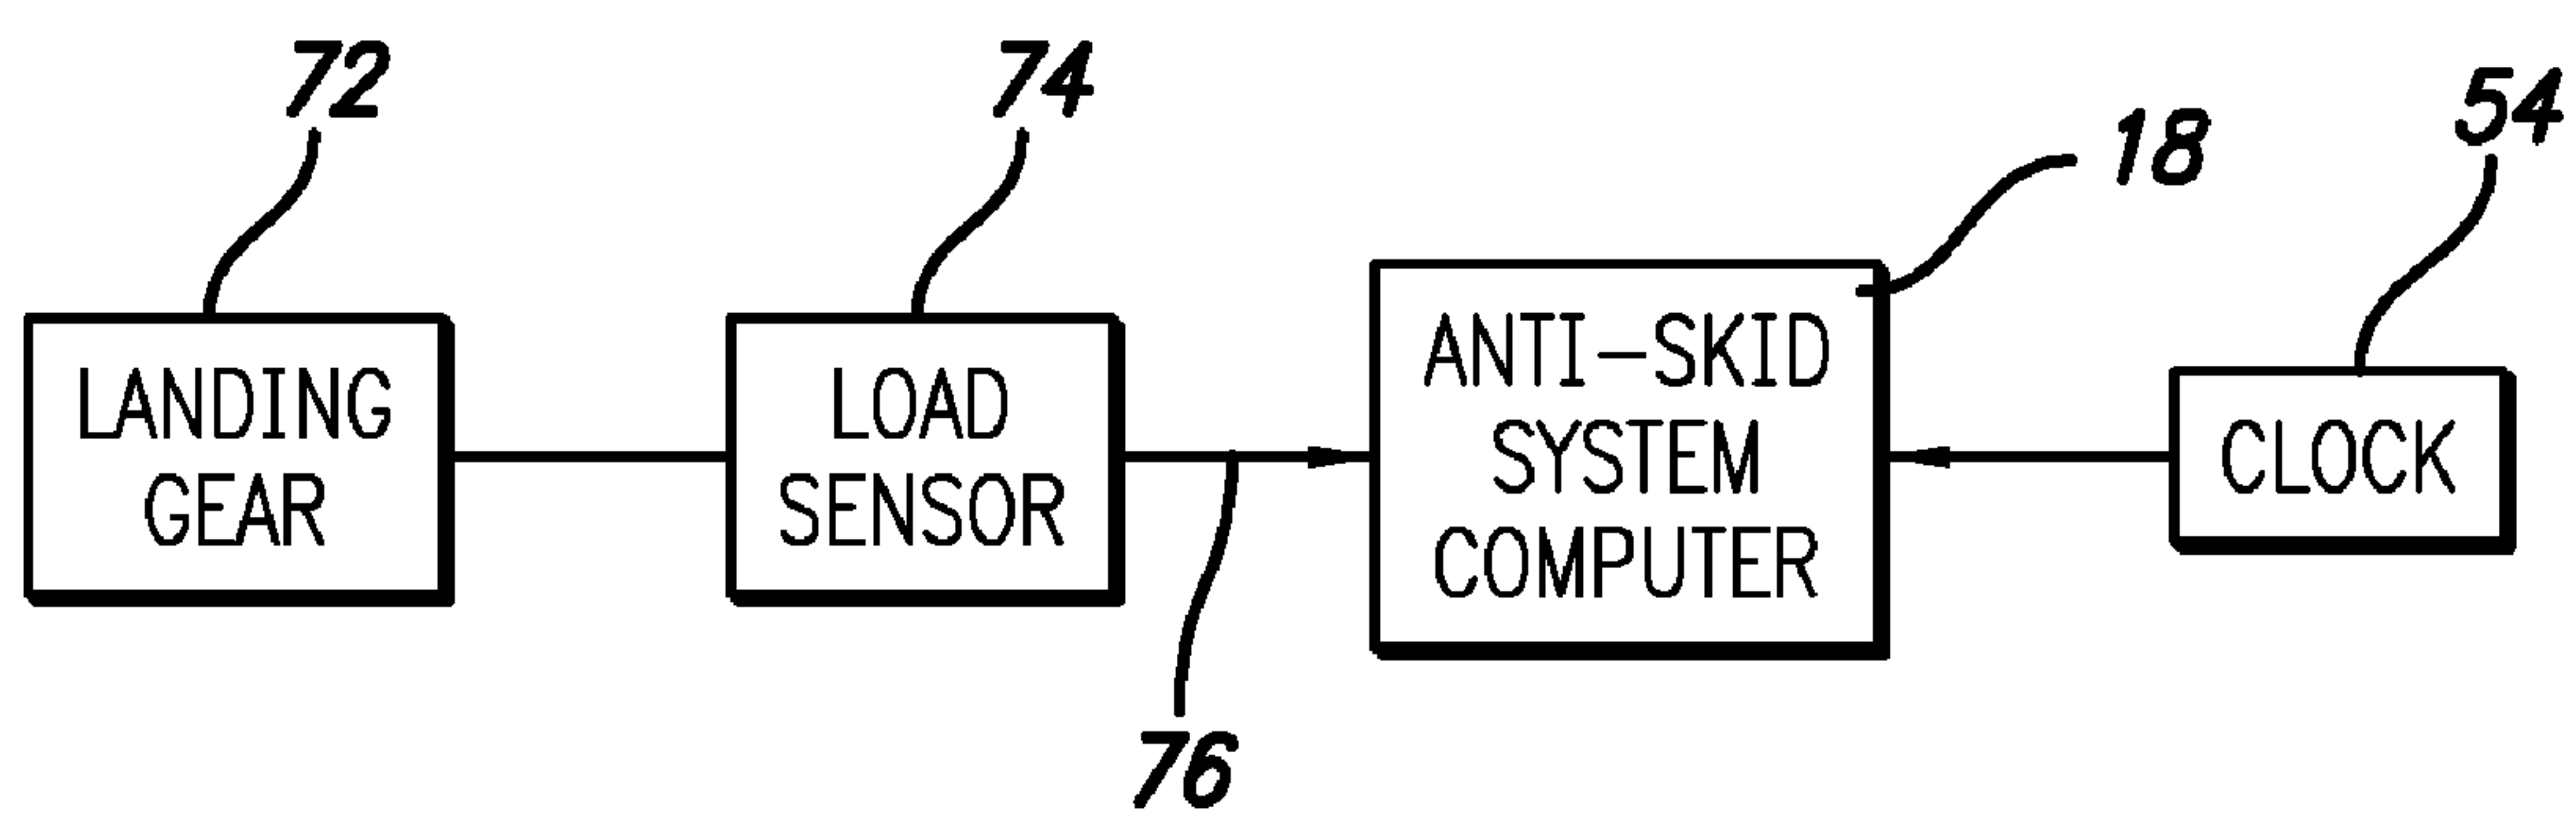 72
74
18
54
LANDING
GEAR
LOAD
SENSOR
ANTI-SKID
SYSTEM
COMPUTER
CLOCK
76